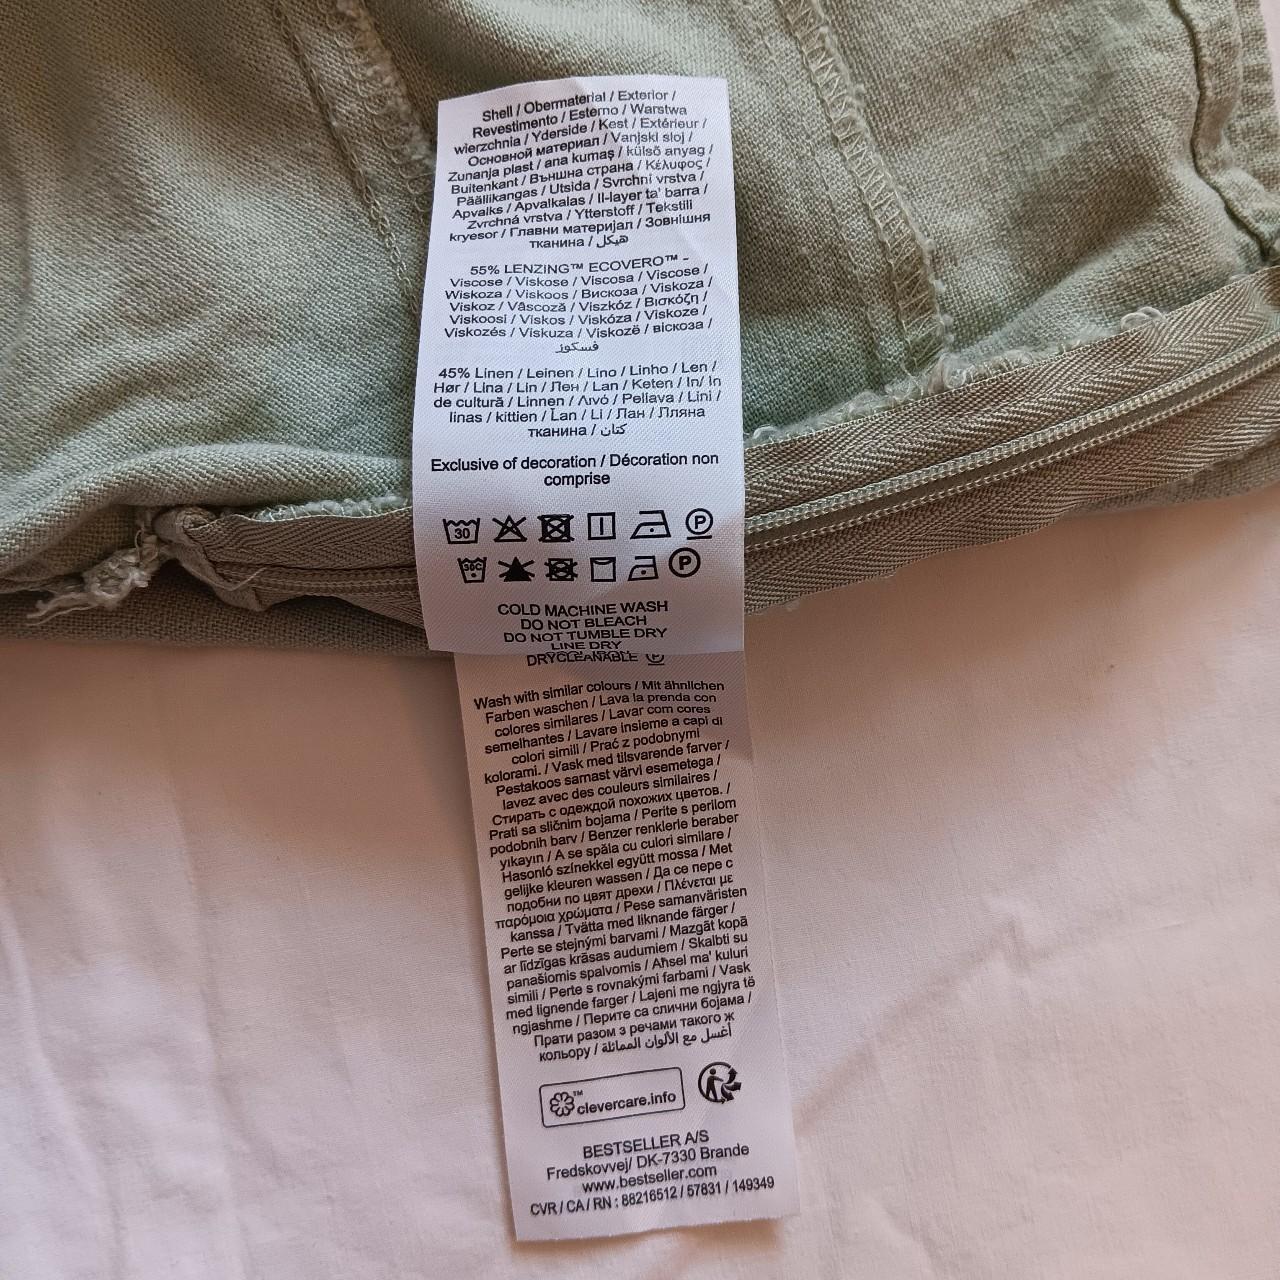 Shell / Obermaterial / Exterior /
Revestimento / Esterno / Warstwa
wierzchnia / Yderside / Kest / Extérieur /
Основной материал / Vanjski sloj /
Zunanja plast / ana kumaş / külső anyag /
Buitenkant / Външна страна / Κέλυφος /
Päällikangas / Utsida / Svrchní vrstva /
Apvalks / Apvalkalas / Il-layer ta' barra /
Zvrchná vrstva / Ytterstoff / Tekstili
kryesor / Главни материјал / Зовнішня
тканина / هيكل
55% LENZING™ ECOVERO™ -
Viscose / Viskose / Viscosa / Viscose /
Wiskoza / Viskoos / Вискоза / Viskoza /
Viskoz / Vâscoză / Viszkóz / Βισκόζη /
Viskoosi / Viskos / Viskóza / Viskoze /
Viskozés / Viskuza / Viskozë / віскоза /
فسكوز
45% Linen / Leinen / Lino / Linho / Len /
Hør / Lina / Lin / Лен / Lan / Keten / In/ In
de cultură / Linnen / Λινό / Pellava / Lini /
linas / kittien / Ľan / Li / Лан / Лляна
тканина / كتان
Exclusive of decoration / Décoration non
comprise
30 P
30C P
COLD MACHINE WASH
DO NOT BLEACH
DO NOT TUMBLE DRY
LINE DRY
DRYCLEANABLE P
Wash with similar colours / Mit ähnlichen
Farben waschen / Lava la prenda con
colores similares / Lavar com cores
semelhantes / Lavare insieme a capi di
colori simili / Prać z podobnymi
kolorami. / Vask med tilsvarende farver /
Pestakoos samast värvi esemetega /
lavez avec des couleurs similaires /
Стирать с одеждой похожих цветов. /
Prati sa sličnim bojama / Perite s perilom
podobnih barv / Benzer renklerle beraber
yıkayın / A se spăla cu culori similare /
Hasonló színekkel együtt mossa / Met
gelijke kleuren wassen / Да се пере с
подобни по цвят дрехи / Πλένεται με
παρόμοια χρώματα / Pese samanväristen
kanssa / Tvätta med liknande färger /
Perte se stejnými barvami / Mazgāt kopā
ar līdzīgas krāsas audumiem / Skalbti su
panašiomis spalvomis / Aħsel ma' kuluri
simili / Perte s rovnakými farbami / Vask
med lignende farger / Lajeni me ngjyra të
ngjashme / Перите са слични бојама /
Прати разом з речами такого ж
кольору / أغسل مع الألوان المماثلة
™clevercare.info
BESTSELLER A/S
Fredskovvej/ DK-7330 Brande
www.bestseller.com
CVR / CA / RN : 88216512 / 57831 / 149349